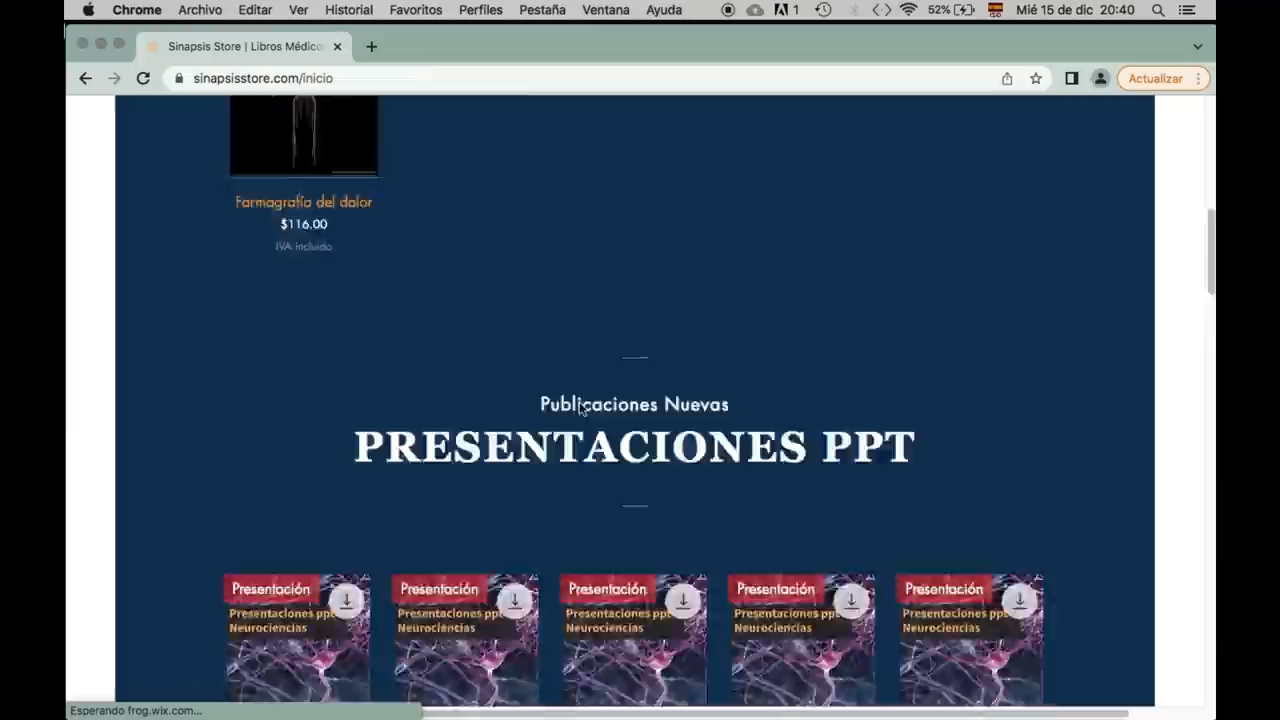 Chrome Archivo Editar Ver Historial Favoritos Perfiles Pestaña Ventana Ayuda 1 52% ISO Mié 15 de dic 20:40
Sinapsis Store | Libros Médico
sinapsisstore.com/inicio Actualizar
Farmagrafía del dolor
$116.00
IVA incluido
Publicaciones Nuevas
PRESENTACIONES PPT
Presentación Presentación Presentación Presentación Presentación
Presentaciones ppt Presentaciones ppt Presentaciones ppt Presentaciones ppt Presentaciones ppt
Neurociencias Neurociencias Neurociencias Neurociencias Neurociencias
Esperando frog.wix.com...